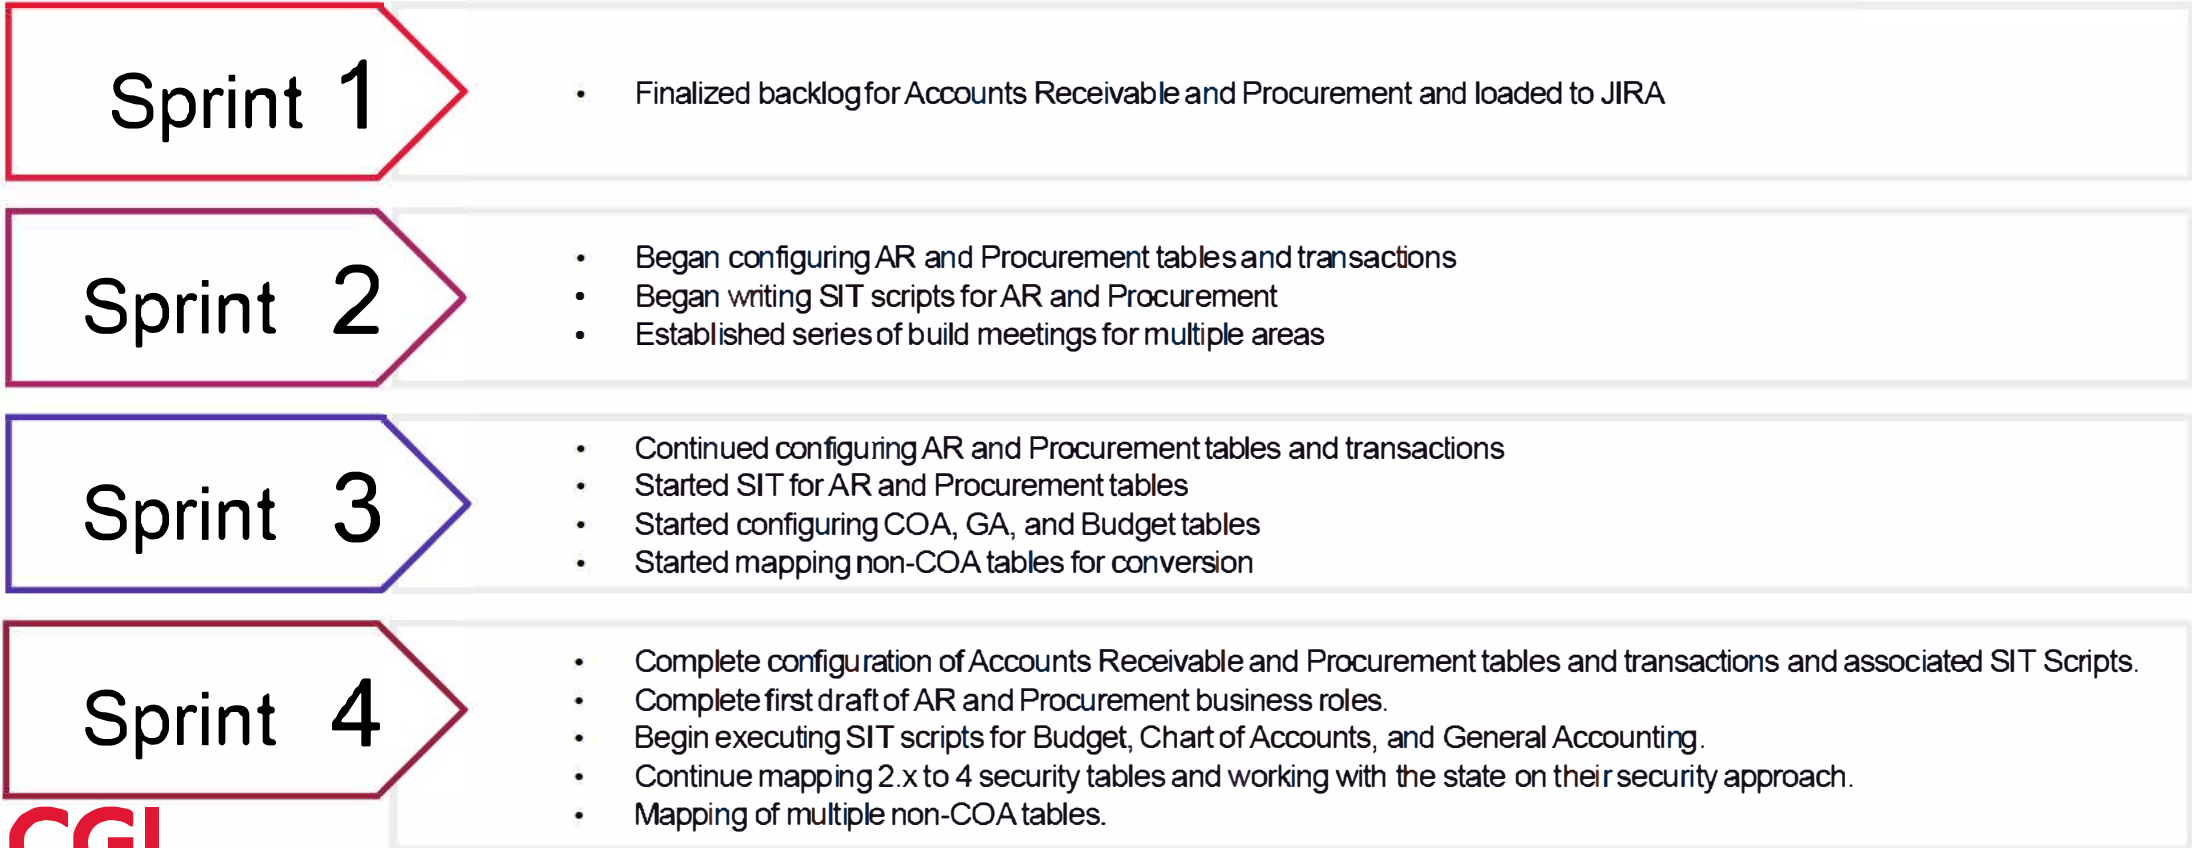 Sprint 1
• Finalized backlog for Accounts Receivable and Procurement and loaded to JIRA
Sprint 2
• Began configuring AR and Procurement tables and transactions
• Began writing SIT scripts for AR and Procurement
• Established series of build meetings for multiple areas
Sprint 3
• Continued configuring AR and Procurement tables and transactions
• Started SIT for AR and Procurement tables
• Started configuring COA, GA, and Budget tables
• Started mapping non-COA tables for conversion
Sprint 4
• Complete configuration of Accounts Receivable and Procurement tables and transactions and associated SIT Scripts.
• Complete first draft of AR and Procurement business roles.
• Begin executing SIT scripts for Budget, Chart of Accounts, and General Accounting.
• Continue mapping 2.x to 4 security tables and working with the state on their security approach.
• Mapping of multiple non-COA tables.
CGI